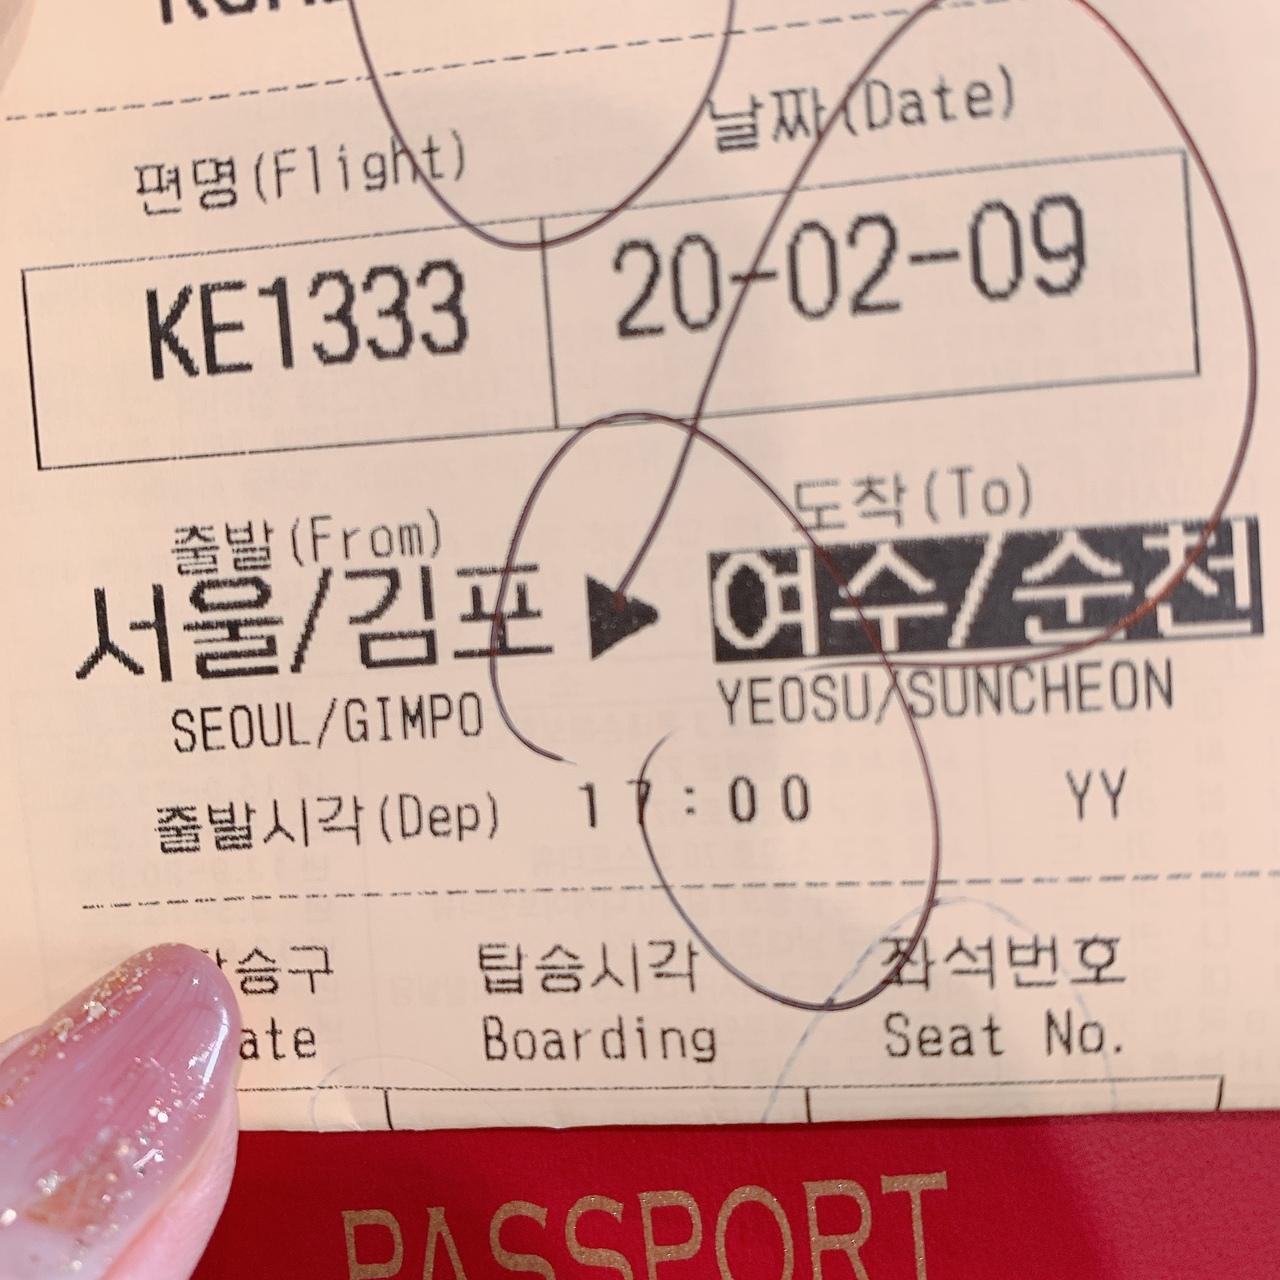 편명(Flight)
날짜(Date)
KE1333
20-02-09
출발(From)
도착(To)
서울/김포 ▶ 여수/순천
SEOUL/GIMPO
YEOSU/SUNCHEON
출발시각(Dep) 17:00 YY
탑승시각
좌석번호
Boarding
Seat No.
PASSPORT